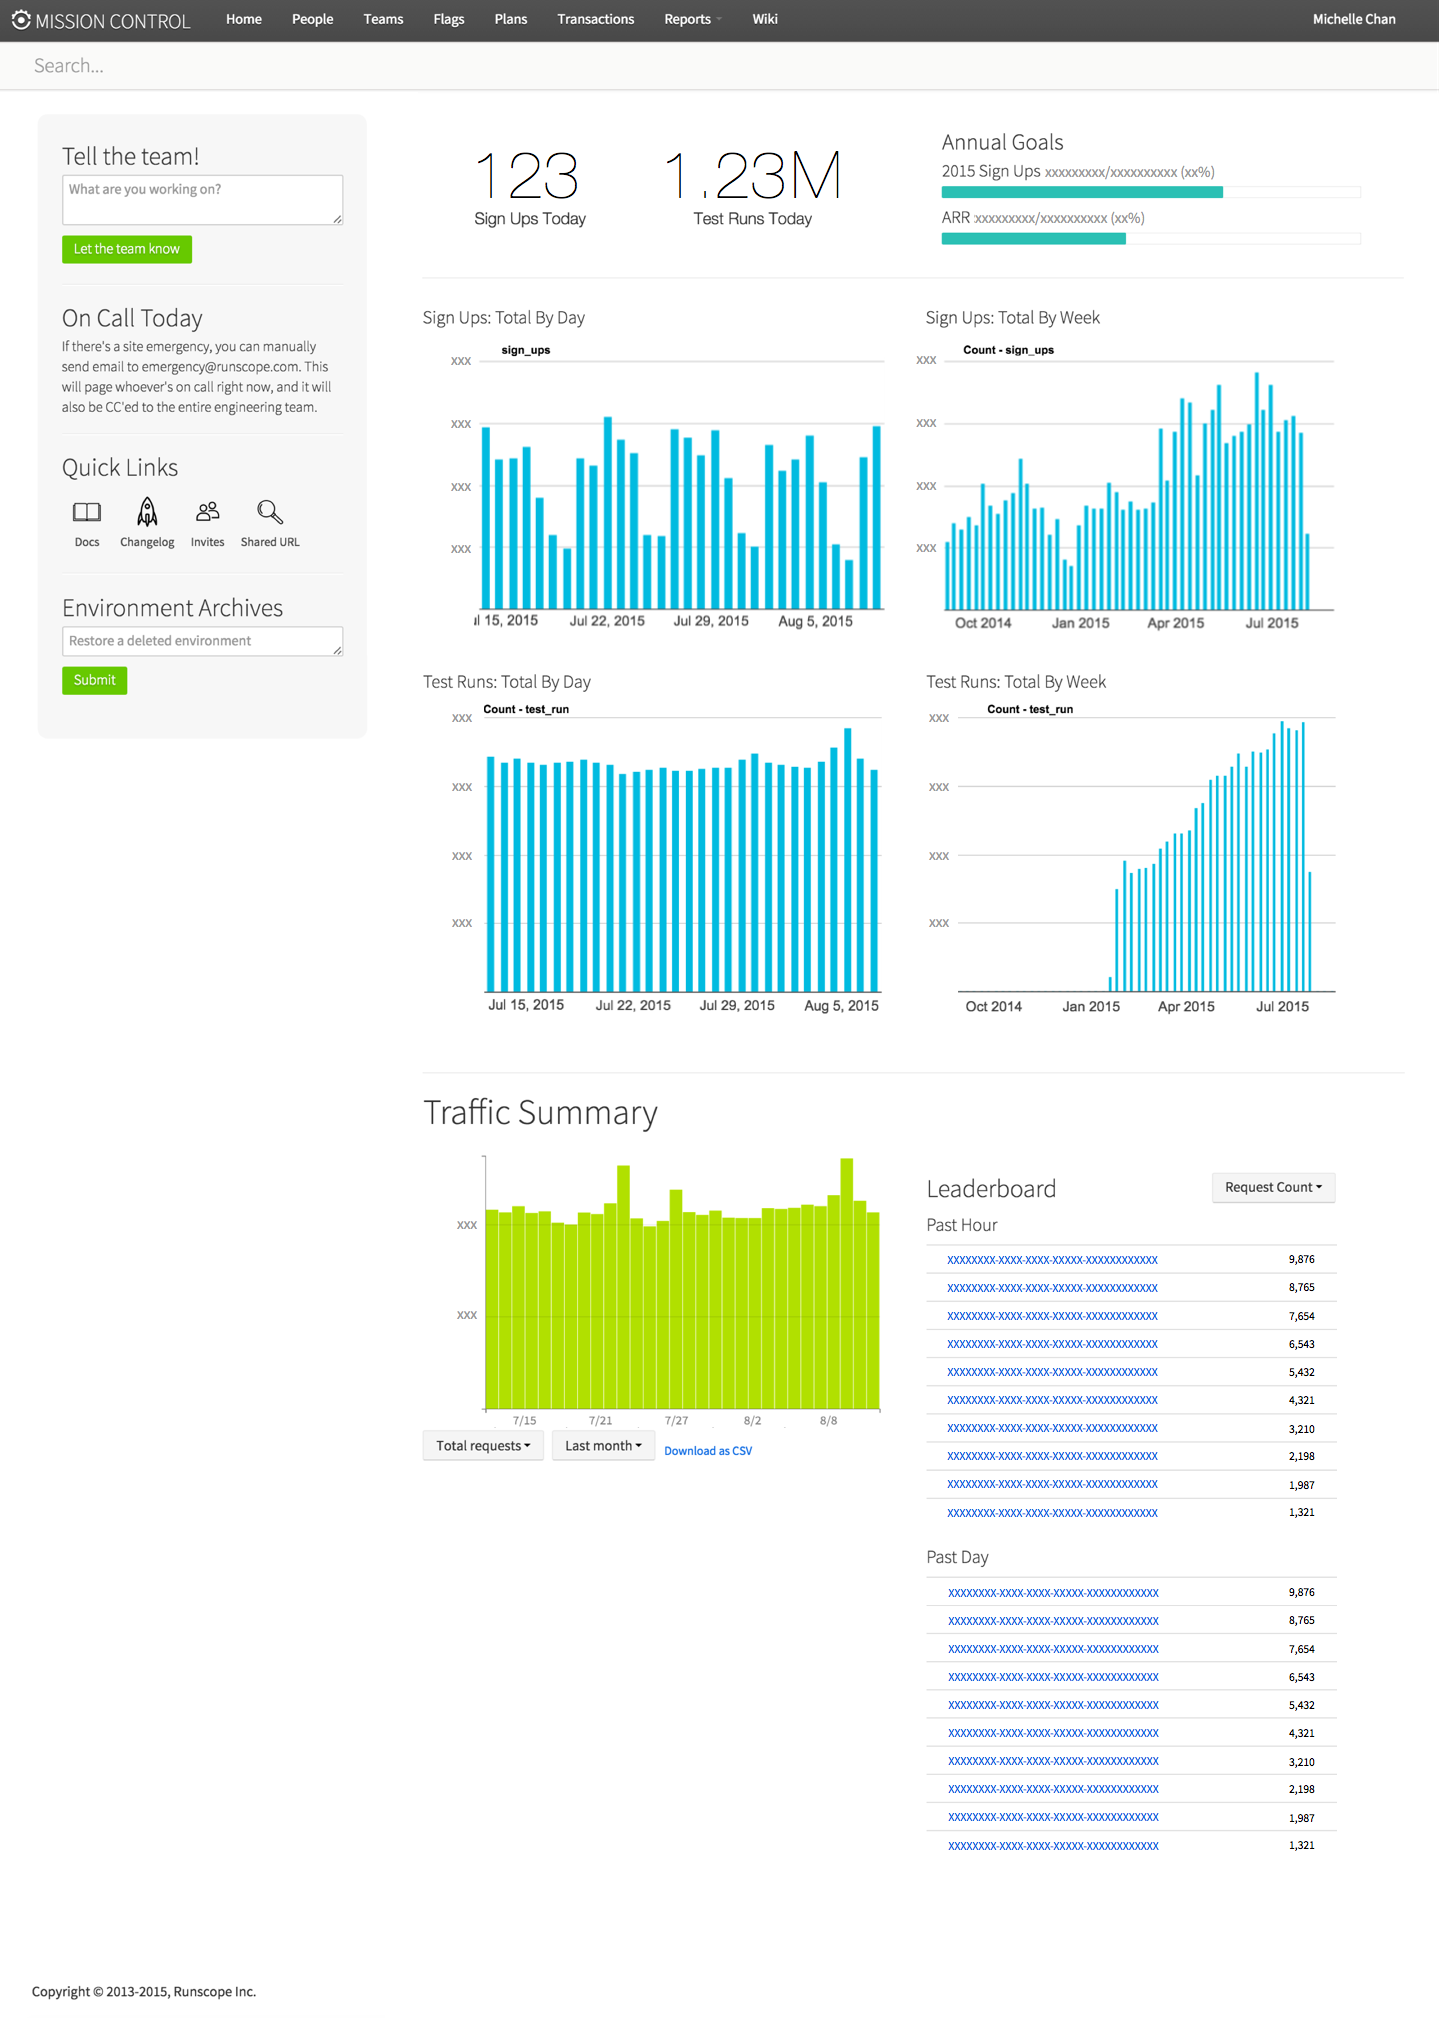 MISSION CONTROL
Home People Teams Flags Plans Transactions Reports Wiki
Michelle Chan
Search...
Tell the team!
What are you working on?
Let the team know
On Call Today
If there's a site emergency, you can manually
send email to emergency@runscope.com. This
will page whoever's on call right now, and it will
also be CC'ed to the entire engineering team.
Quick Links
Docs Changelog Invites Shared URL
Environment Archives
Restore a deleted environment
Submit
123
Sign Ups Today
1.23M
Test Runs Today
Annual Goals
2015 Sign Ups xxxxxxxxx/xxxxxxxxxx (xx%)
ARR xxxxxxxxx/xxxxxxxxxx (xx%)
Sign Ups: Total By Day
sign_ups
XXX
XXX
XXX
XXX
l 15, 2015 Jul 22, 2015 Jul 29, 2015 Aug 5, 2015
Sign Ups: Total By Week
Count - sign_ups
XXX
XXX
XXX
XXX
Oct 2014 Jan 2015 Apr 2015 Jul 2015
Test Runs: Total By Day
Count - test_run
XXX
XXX
XXX
XXX
Jul 15, 2015 Jul 22, 2015 Jul 29, 2015 Aug 5, 2015
Test Runs: Total By Week
Count - test_run
XXX
XXX
XXX
XXX
Oct 2014 Jan 2015 Apr 2015 Jul 2015
Traffic Summary
XXX
XXX
7/15 7/21 7/27 8/2 8/8
Total requests Last month Download as CSV
Leaderboard
Request Count
Past Hour
XXXXXXXX-XXXX-XXXX-XXXXX-XXXXXXXXXXXX 9,876
XXXXXXXX-XXXX-XXXX-XXXXX-XXXXXXXXXXXX 8,765
XXXXXXXX-XXXX-XXXX-XXXXX-XXXXXXXXXXXX 7,654
XXXXXXXX-XXXX-XXXX-XXXXX-XXXXXXXXXXXX 6,543
XXXXXXXX-XXXX-XXXX-XXXXX-XXXXXXXXXXXX 5,432
XXXXXXXX-XXXX-XXXX-XXXXX-XXXXXXXXXXXX 4,321
XXXXXXXX-XXXX-XXXX-XXXXX-XXXXXXXXXXXX 3,210
XXXXXXXX-XXXX-XXXX-XXXXX-XXXXXXXXXXXX 2,198
XXXXXXXX-XXXX-XXXX-XXXXX-XXXXXXXXXXXX 1,987
XXXXXXXX-XXXX-XXXX-XXXXX-XXXXXXXXXXXX 1,321
Past Day
XXXXXXXX-XXXX-XXXX-XXXXX-XXXXXXXXXXXX 9,876
XXXXXXXX-XXXX-XXXX-XXXXX-XXXXXXXXXXXX 8,765
XXXXXXXX-XXXX-XXXX-XXXXX-XXXXXXXXXXXX 7,654
XXXXXXXX-XXXX-XXXX-XXXXX-XXXXXXXXXXXX 6,543
XXXXXXXX-XXXX-XXXX-XXXXX-XXXXXXXXXXXX 5,432
XXXXXXXX-XXXX-XXXX-XXXXX-XXXXXXXXXXXX 4,321
XXXXXXXX-XXXX-XXXX-XXXXX-XXXXXXXXXXXX 3,210
XXXXXXXX-XXXX-XXXX-XXXXX-XXXXXXXXXXXX 2,198
XXXXXXXX-XXXX-XXXX-XXXXX-XXXXXXXXXXXX 1,987
XXXXXXXX-XXXX-XXXX-XXXXX-XXXXXXXXXXXX 1,321
Copyright © 2013-2015, Runscope Inc.